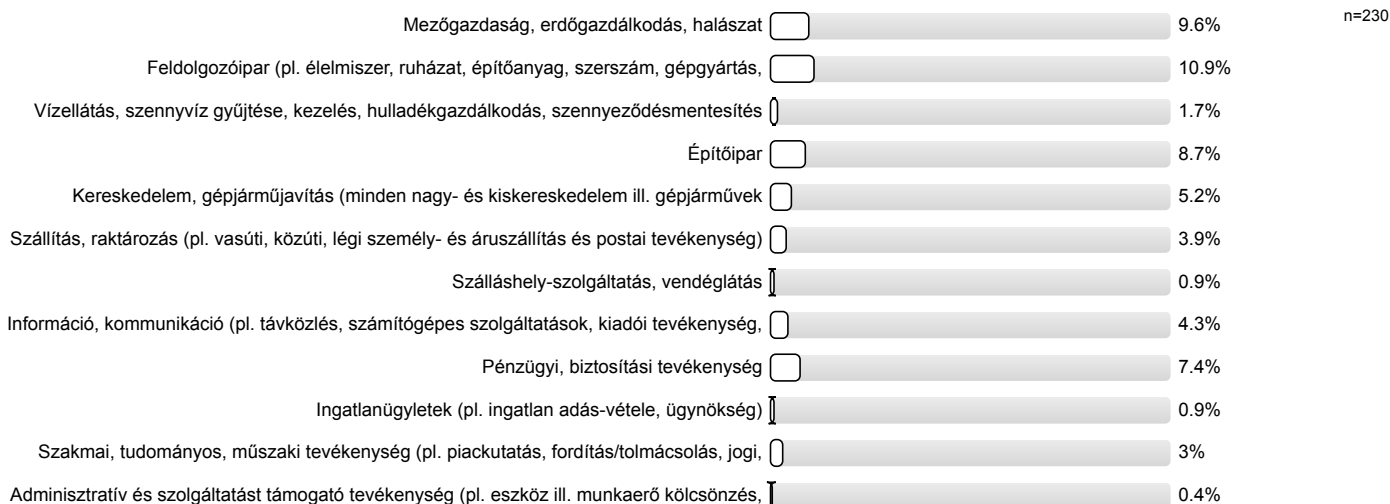 n=230
Mezőgazdaság, erdőgazdálkodás, halászat 9.6%
Feldolgozóipar (pl. élelmiszer, ruházat, építőanyag, szerszám, gépgyártás, 10.9%
Vízellátás, szennyvíz gyűjtése, kezelés, hulladékgazdálkodás, szennyeződésmentesítés 1.7%
Építőipar 8.7%
Kereskedelem, gépjárműjavítás (minden nagy- és kiskereskedelem ill. gépjárművek 5.2%
Szállítás, raktározás (pl. vasúti, közúti, légi személy- és áruszállítás és postai tevékenység) 3.9%
Szálláshely-szolgáltatás, vendéglátás 0.9%
Információ, kommunikáció (pl. távközlés, számítógépes szolgáltatások, kiadói tevékenység, 4.3%
Pénzügyi, biztosítási tevékenység 7.4%
Ingatlanügyletek (pl. ingatlan adás-vétele, ügynökség) 0.9%
Szakmai, tudományos, műszaki tevékenység (pl. piackutatás, fordítás/tolmácsolás, jogi, 3%
Adminisztratív és szolgáltatást támogató tevékenység (pl. eszköz ill. munkaerő kölcsönzés, 0.4%